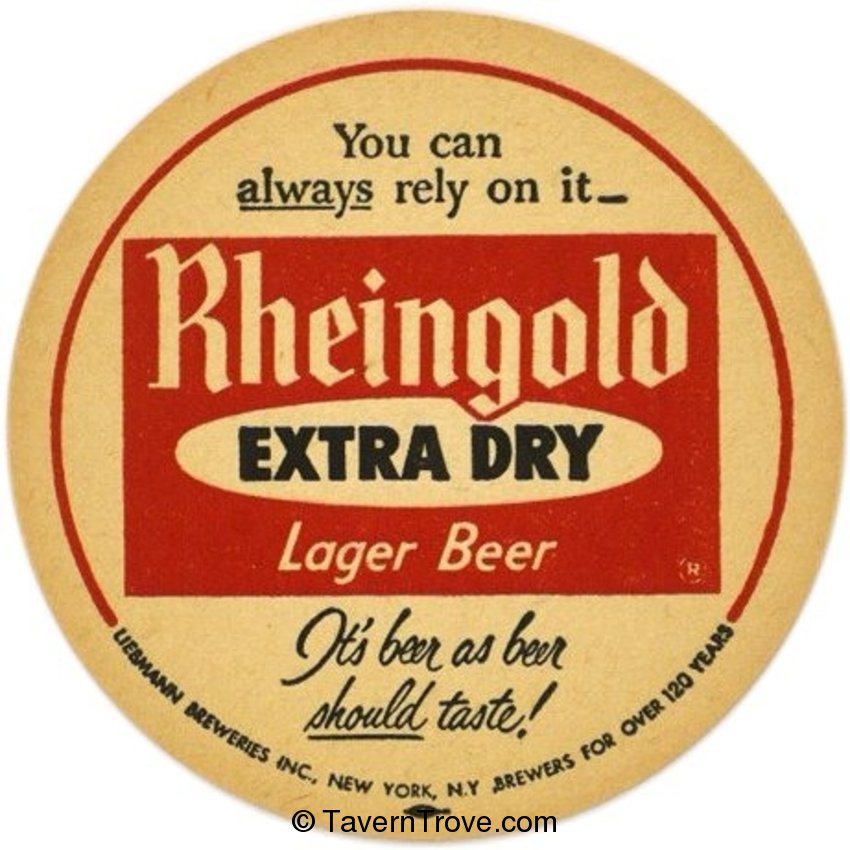 You can
always rely on it–
Rheingold
EXTRA DRY
Lager Beer
®
It's beer as beer
should taste!
LIEBMANN BREWERIES INC., NEW YORK, N.Y. BREWERS FOR OVER 120 YEARS
© TavernTrove.com